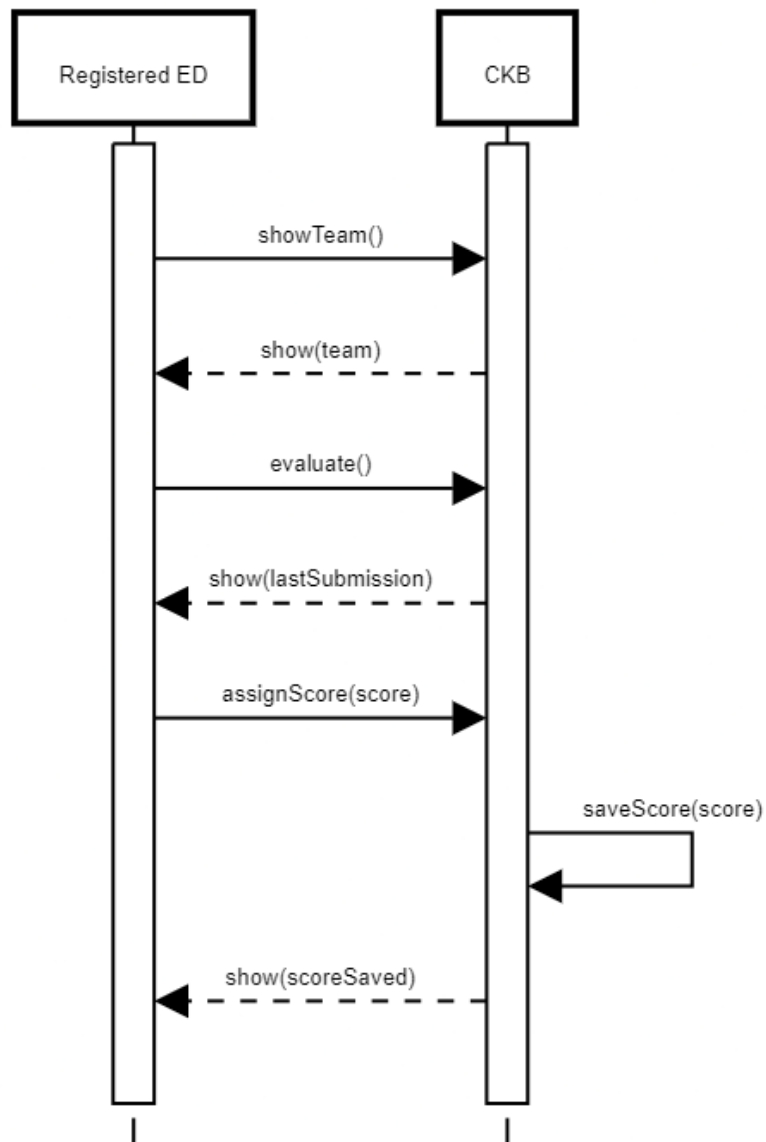 Registered ED
CKB
showTeam()
show(team)
evaluate()
show(lastSubmission)
assignScore(score)
saveScore(score)
show(scoreSaved)